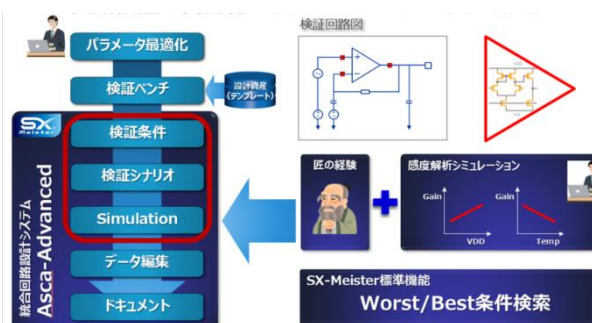 パラメータ最適化
検証ベンチ
設計資産
(テンプレート)
SX
Meister
検証条件
検証シナリオ
Simulation
データ編集
ドキュメント
統合回路設計システム
Asca-Advanced
検証回路図
匠の経験
感度解析シミュレーション
Gain
VDD
Gain
Temp
SX-Meister標準機能
Worst/Best条件検索